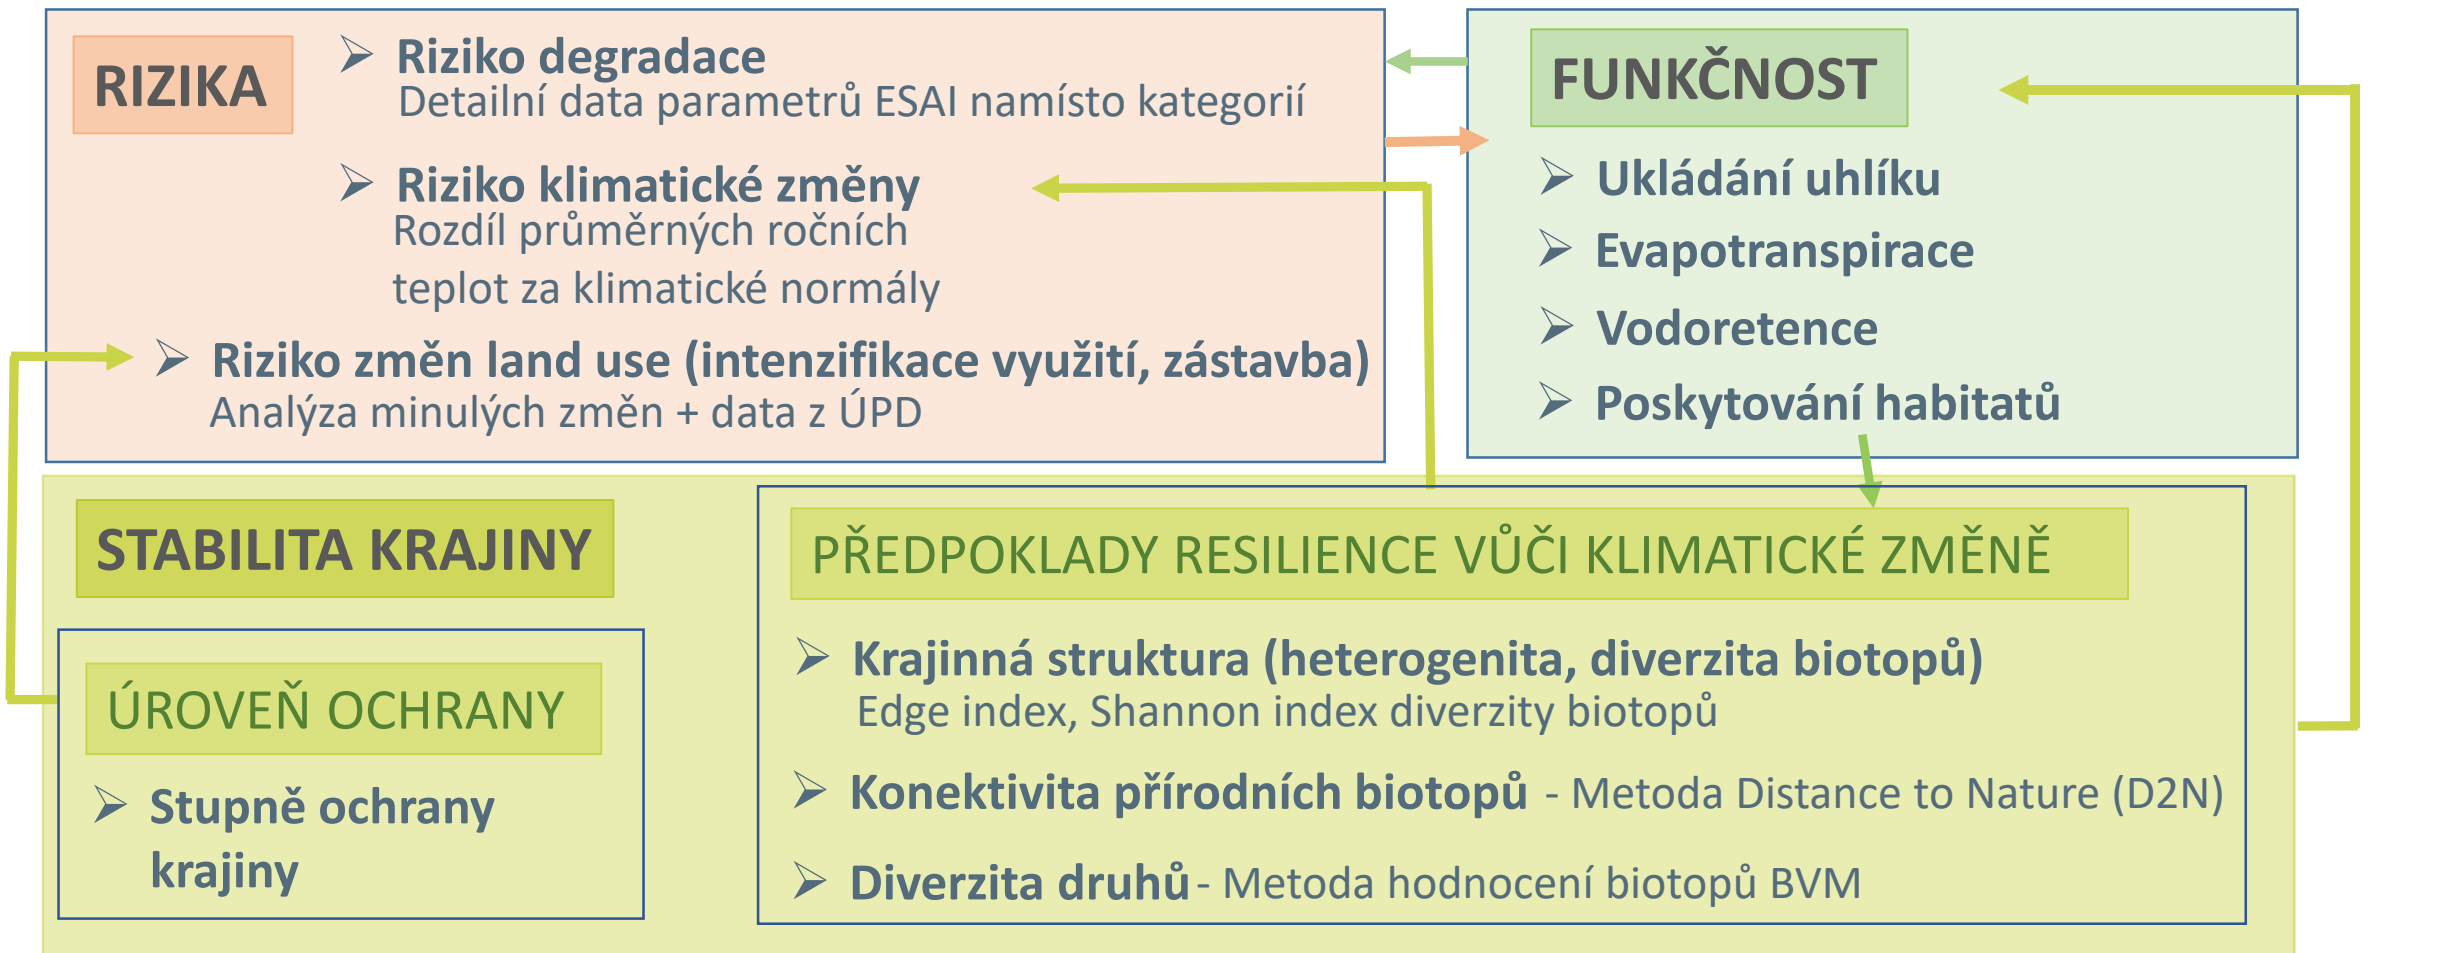 RIZIKA
Riziko degradace
Detailní data parametrů ESAI namísto kategorií
Riziko klimatické změny
Rozdíl průměrných ročních
teplot za klimatické normály
Riziko změn land use (intenzifikace využití, zástavba)
Analýza minulých změn + data z ÚPD
FUNKČNOST
Ukládání uhlíku
Evapotranspirace
Vodoretence
Poskytování habitatů
STABILITA KRAJINY
ÚROVEŇ OCHRANY
Stupně ochrany
krajiny
PŘEDPOKLADY RESILIENCE VŮČI KLIMATICKÉ ZMĚNĚ
Krajinná struktura (heterogenita, diverzita biotopů)
Edge index, Shannon index diverzity biotopů
Konektivita přírodních biotopů - Metoda Distance to Nature (D2N)
Diverzita druhů - Metoda hodnocení biotopů BVM